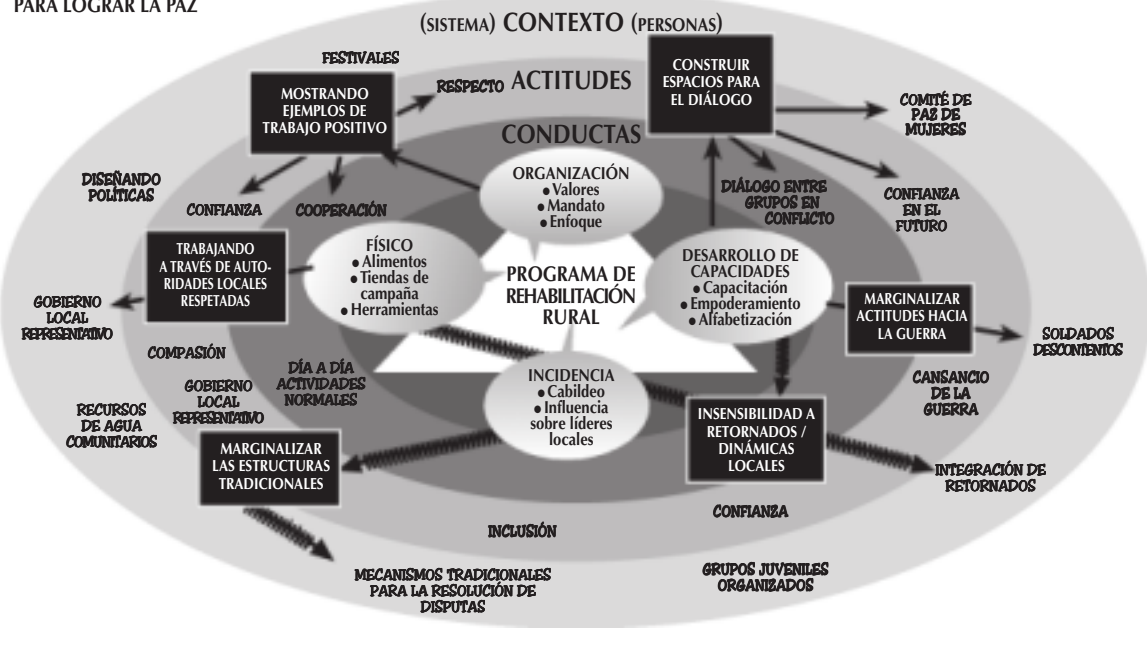 PARA LOGRAR LA PAZ
(SISTEMA) CONTEXTO (PERSONAS)
FESTIVALES
RESPECTO
ACTITUDES
CONDUCTAS
MOSTRANDO
EJEMPLOS DE
TRABAJO POSITIVO
CONSTRUIR
ESPACIOS PARA
EL DIÁLOGO
COMITÉ DE
PAZ DE
MUJERES
DISEÑANDO
POLÍTICAS
CONFIANZA
COOPERACIÓN
ORGANIZACIÓN
• Valores
• Mandato
• Enfoque
DIÁLOGO ENTRE
GRUPOS EN
CONFLICTO
CONFIANZA
EN EL
FUTURO
TRABAJANDO
A TRAVÉS DE AUTO-
RIDADES LOCALES
RESPETADAS
FÍSICO
• Alimentos
• Tiendas de
campaña
• Herramientas
PROGRAMA DE
REHABILITACIÓN
RURAL
DESARROLLO DE
CAPACIDADES
• Capacitación
• Empoderamiento
• Alfabetización
MARGINALIZAR
ACTITUDES HACIA
LA GUERRA
GOBIERNO
LOCAL
REPRESENTATIVO
SOLDADOS
DESCONTENTOS
COMPASIÓN
GOBIERNO
LOCAL
REPRESENTATIVO
DÍA A DÍA
ACTIVIDADES
NORMALES
INCIDENCIA
• Cabildeo
• Influencia
sobre líderes
locales
CANSANCIO
DE LA
GUERRA
RECURSOS
DE AGUA
COMUNITARIOS
MARGINALIZAR
LAS ESTRUCTURAS
TRADICIONALES
INSENSIBILIDAD A
RETORNADOS /
DINÁMICAS
LOCALES
INTEGRACIÓN DE
RETORNADOS
CONFIANZA
INCLUSIÓN
MECANISMOS TRADICIONALES
PARA LA RESOLUCIÓN DE
DISPUTAS
GRUPOS JUVENILES
ORGANIZADOS